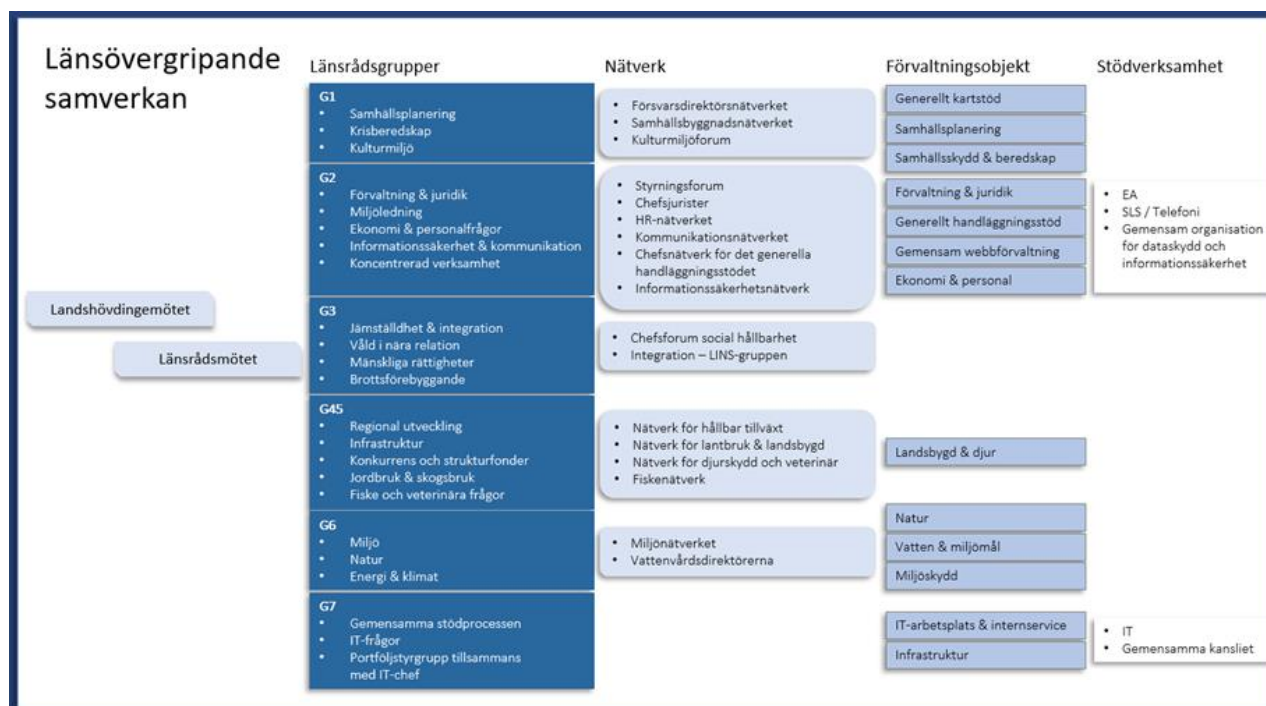 Länsövergripande
samverkan
Landshövdingemötet
Länsrådsmötet
Länsrådsgrupper
G1
• Samhällsplanering
• Krisberedskap
• Kulturmiljö
G2
• Förvaltning & juridik
• Miljöledning
• Ekonomi & personalfrågor
• Informationssäkerhet & kommunikation
• Koncentrerad verksamhet
G3
• Jämställdhet & integration
• Våld i nära relation
• Mänskliga rättigheter
• Brottsförebyggande
G45
• Regional utveckling
• Infrastruktur
• Konkurrens och strukturfonder
• Jordbruk & skogsbruk
• Fiske och veterinära frågor
G6
• Miljö
• Natur
• Energi & klimat
G7
• Gemensamma stödprocessen
• IT-frågor
• Portföljstyrgrupp tillsammans
med IT-chef
Nätverk
• Försvarsdirektörsnätverket
• Samhällsbyggnadsnätverket
• Kulturmiljöforum
• Styrningsforum
• Chefsjurister
• HR-nätverket
• Kommunikationsnätverket
• Chefsnätverk för det generella
handläggningsstödet
• Informationssäkerhetsnätverk
• Chefsforum social hållbarhet
• Integration – LINS-gruppen
• Nätverk för hållbar tillväxt
• Nätverk för lantbruk & landsbygd
• Nätverk för djurskydd och veterinär
• Fiskenätverk
• Miljönätverket
• Vattenvårdsdirektörerna
Förvaltningsobjekt
Generellt kartstöd
Samhällsplanering
Samhällsskydd & beredskap
Förvaltning & juridik
Generellt handläggningsstöd
Gemensam webbförvaltning
Ekonomi & personal
Landsbygd & djur
Natur
Vatten & miljömål
Miljöskydd
IT-arbetsplats & internservice
Infrastruktur
Stödverksamhet
• EA
• SLS / Telefoni
• Gemensam organisation
för dataskydd och
informationssäkerhet
• IT
• Gemensamma kansliet